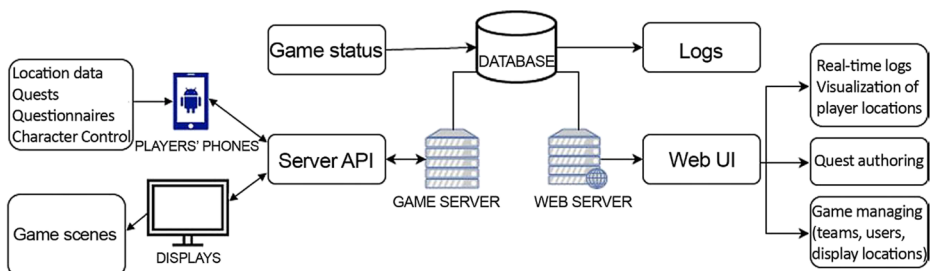 Game status
DATABASE
Logs
Location data
Quests
Questionnaires
Character Control
PLAYERS' PHONES
Server API
GAME SERVER
WEB SERVER
Web UI
Real-time logs
Visualization of
player locations
Quest authoring
Game managing
(teams, users,
display locations)
Game scenes
DISPLAYS